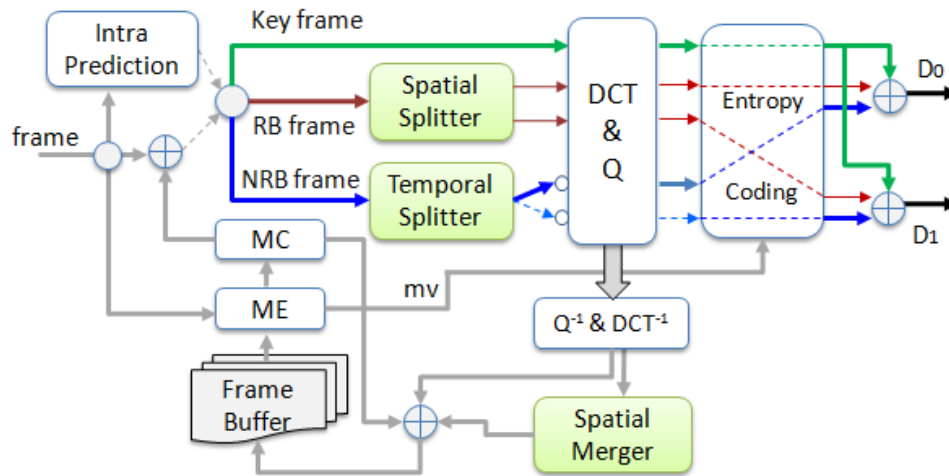 Key frame
Intra
Prediction
RB frame
Spatial
Splitter
DCT
&
Q
Entropy
Coding
D0
frame
NRB frame
Temporal
Splitter
D1
MC
ME
mv
Q⁻¹ & DCT⁻¹
Frame
Buffer
Spatial
Merger